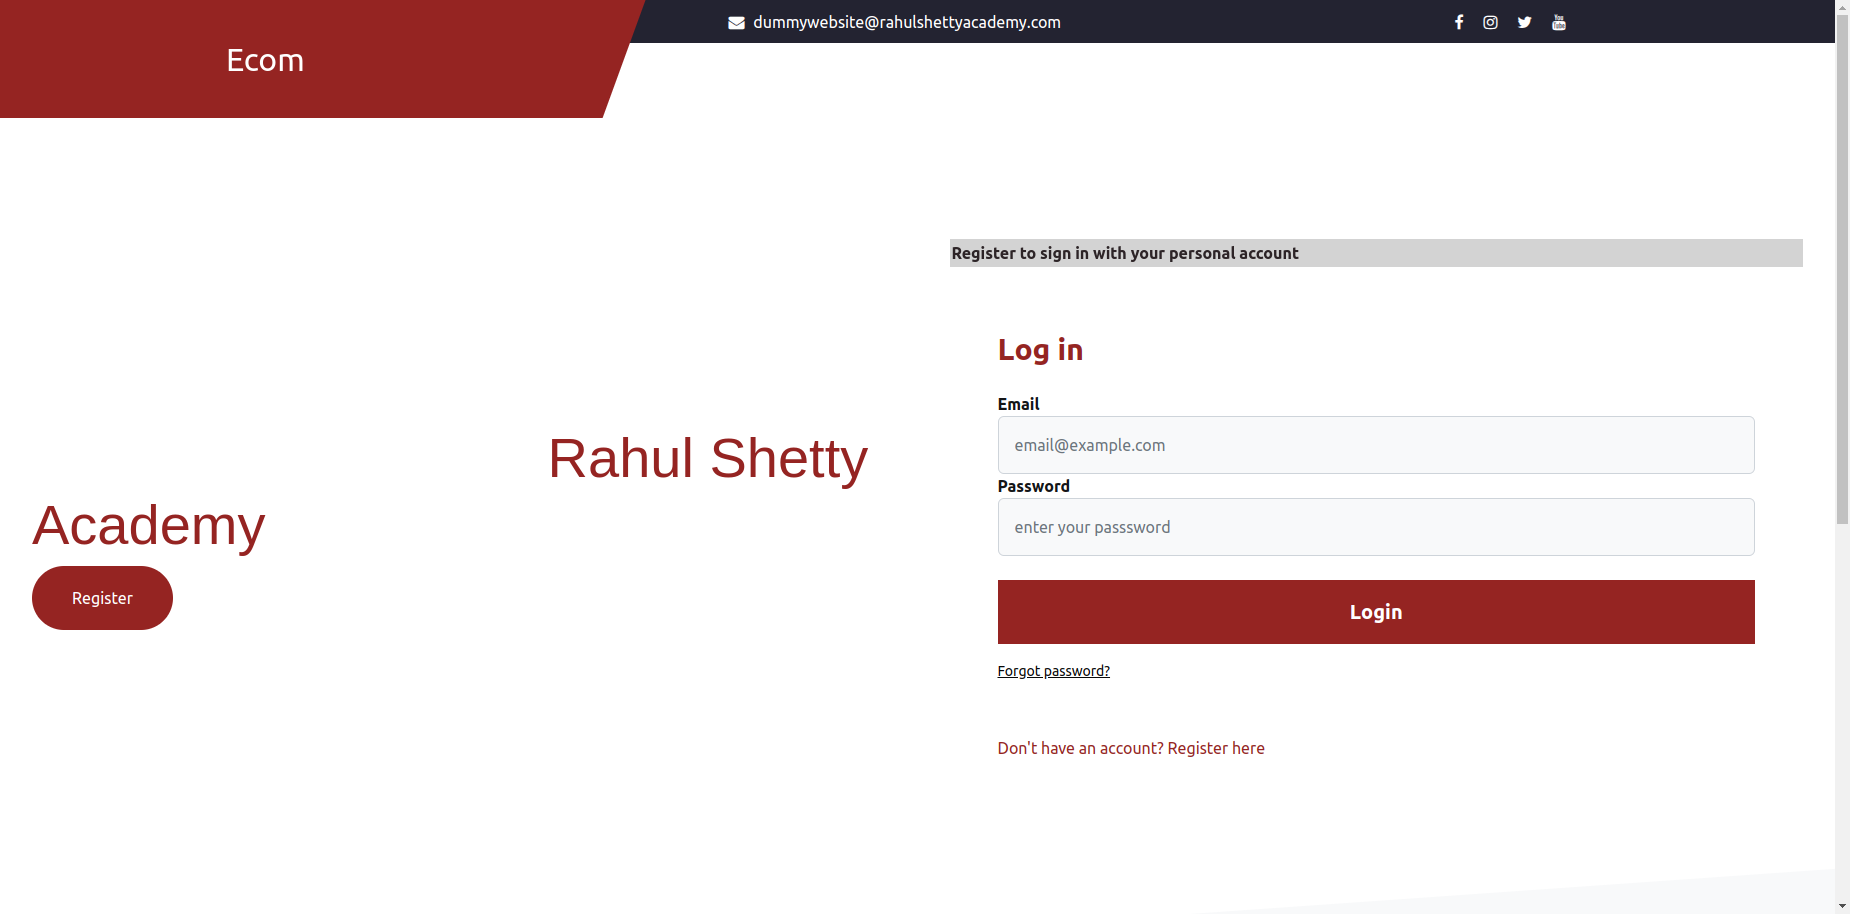 dummywebsite@rahulshettyacademy.com
Ecom
Register to sign in with your personal account
Log in
Email
email@example.com
Password
enter your passsword
Login
Forgot password?
Don't have an account? Register here
Rahul Shetty
Academy
Register